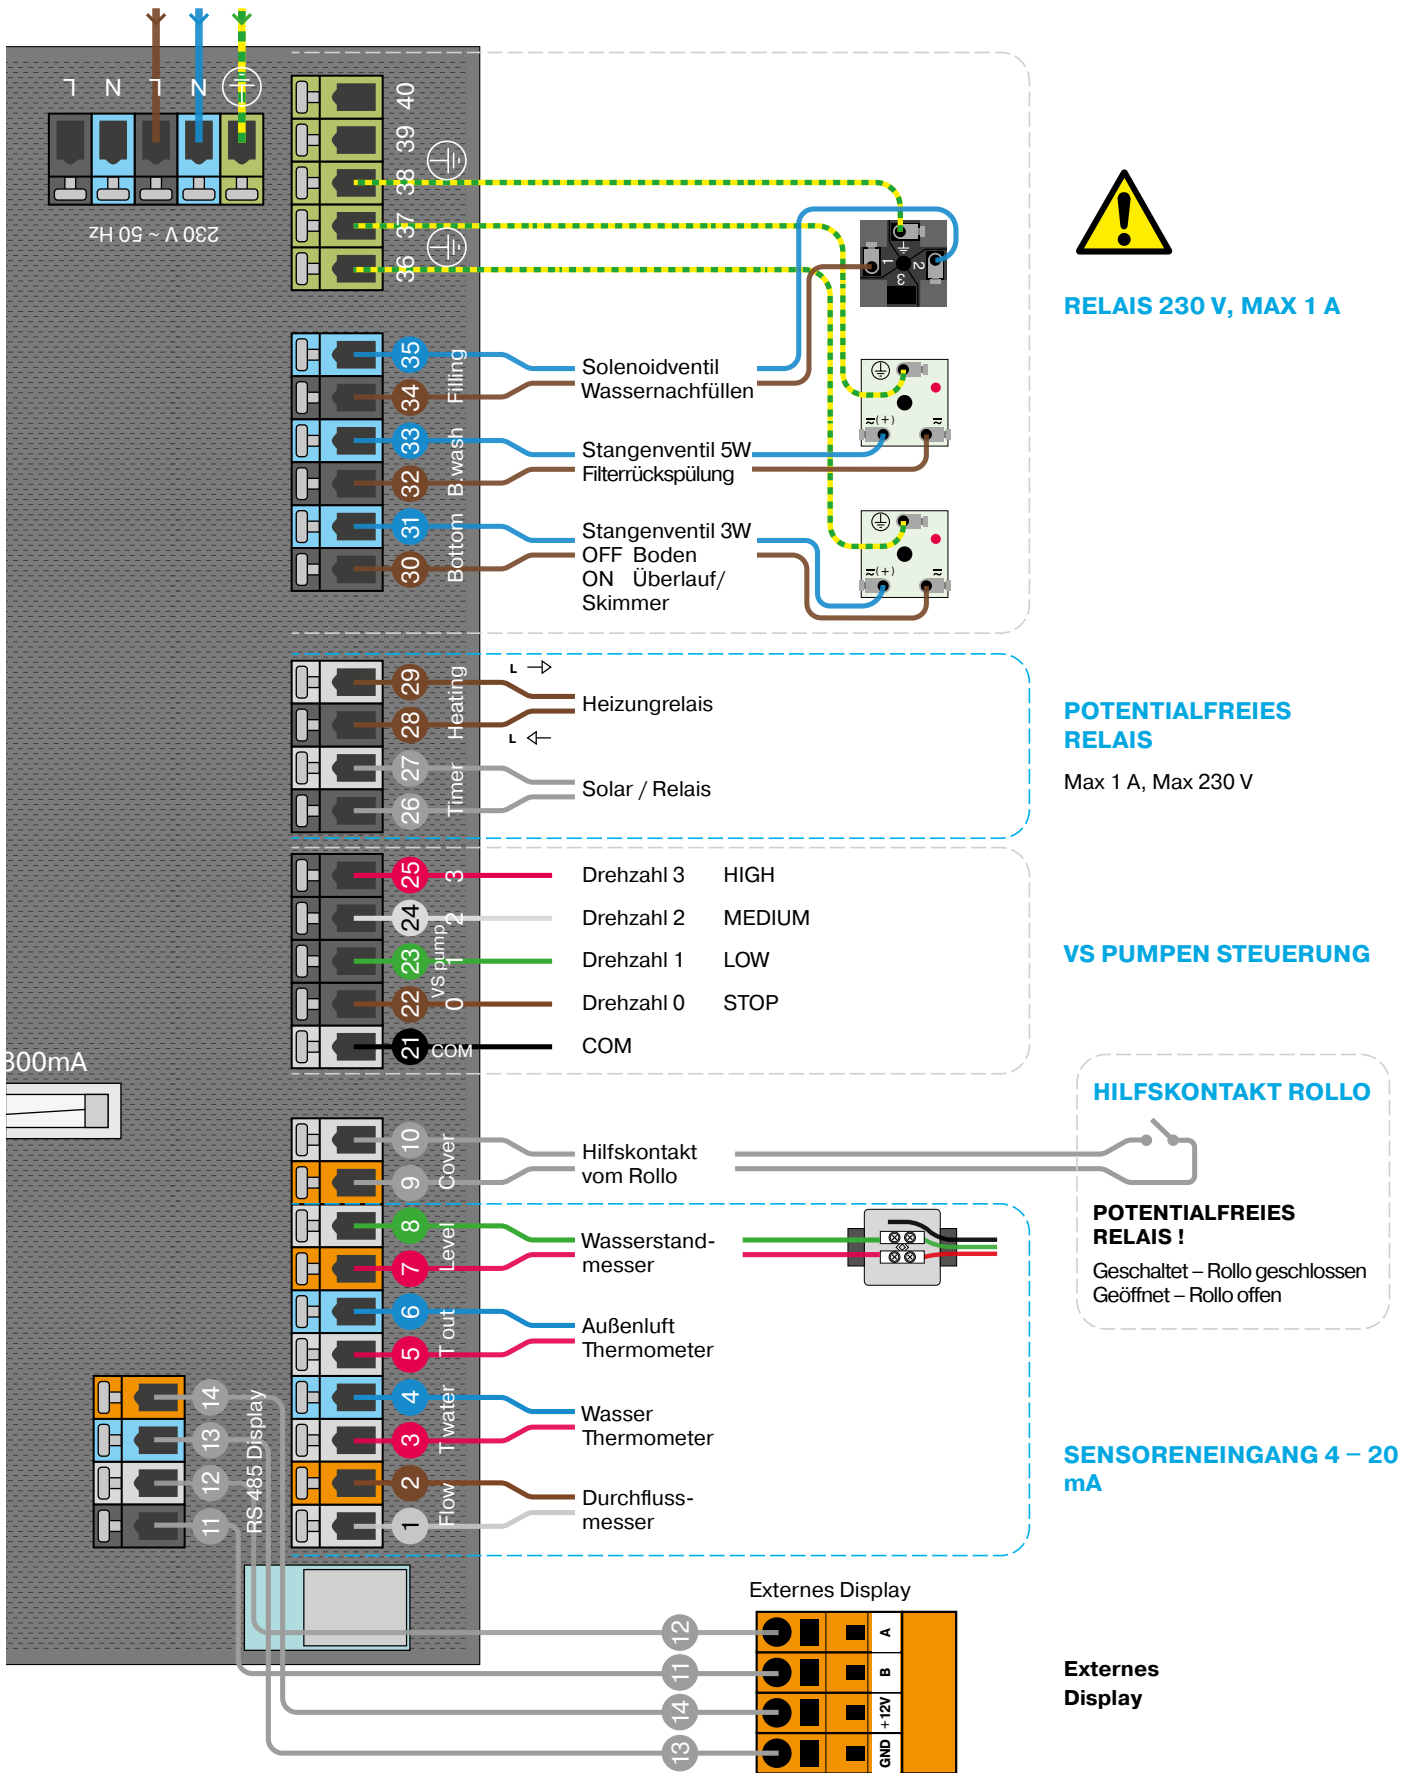 L N L N
230 V ~ 50 Hz
40
39
38
37
36
35
34
Filling
33
32
B.wash
31
30
Bottom
Solenoidventil
Wassernachfüllen
Stangenventil 5W
Filterrückspülung
Stangenventil 3W
OFF Boden
ON Überlauf/
Skimmer
1 2 3
≂(+) ≂
≂(+) ≂
RELAIS 230 V, MAX 1 A
29
28
Heating
27
26
Timer
L
L
Heizungrelais
Solar / Relais
POTENTIALFREIES
RELAIS
Max 1 A, Max 230 V
25 3
24 2
23 1
22 0
VS pump
21 COM
Drehzahl 3 HIGH
Drehzahl 2 MEDIUM
Drehzahl 1 LOW
Drehzahl 0 STOP
COM
VS PUMPEN STEUERUNG
300mA
10
9
Cover
Hilfskontakt
vom Rollo
HILFSKONTAKT ROLLO
POTENTIALFREIES
RELAIS !
Geschaltet – Rollo geschlossen
Geöffnet – Rollo offen
8
7
Level
Wasserstand-
messer
6
5
T out
Außenluft
Thermometer
4
3
T water
Wasser
Thermometer
2
1
Flow
Durchfluss-
messer
SENSORENEINGANG 4 – 20
mA
14
13
12
11
RS 485 Display
Externes Display
12 A
11 B
14 +12V
13 GND
Externes
Display